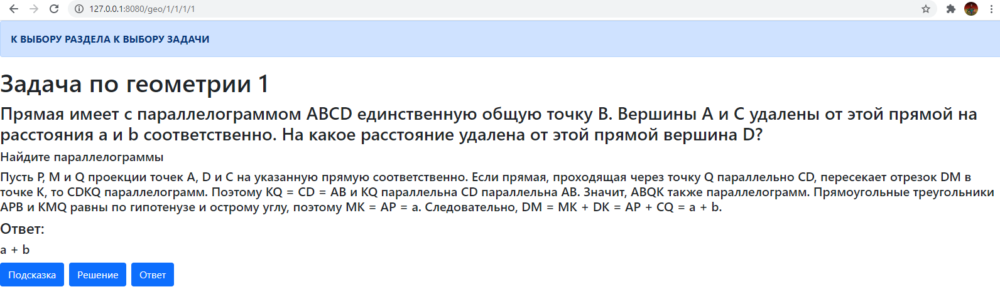 127.0.0.1:8080/geo/1/1/1/1
К ВЫБОРУ РАЗДЕЛА К ВЫБОРУ ЗАДАЧИ
Задача по геометрии 1
Прямая имеет с параллелограммом ABCD единственную общую точку B. Вершины A и C удалены от этой прямой на
расстояния a и b соответственно. На какое расстояние удалена от этой прямой вершина D?
Найдите параллелограммы
Пусть P, M и Q проекции точек A, D и C на указанную прямую соответственно. Если прямая, проходящая через точку Q параллельно CD, пересекает отрезок DM в
точке K, то CDKQ параллелограмм. Поэтому KQ = CD = AB и KQ параллельна CD параллельна AB. Значит, ABQK также параллограмм. Прямоугольные треугольники
APB и KMQ равны по гипотенузе и острому углу, поэтому MK = AP = a. Следовательно, DM = MK + DK = AP + CQ = a + b.
Ответ:
a + b
Подсказка Решение Ответ